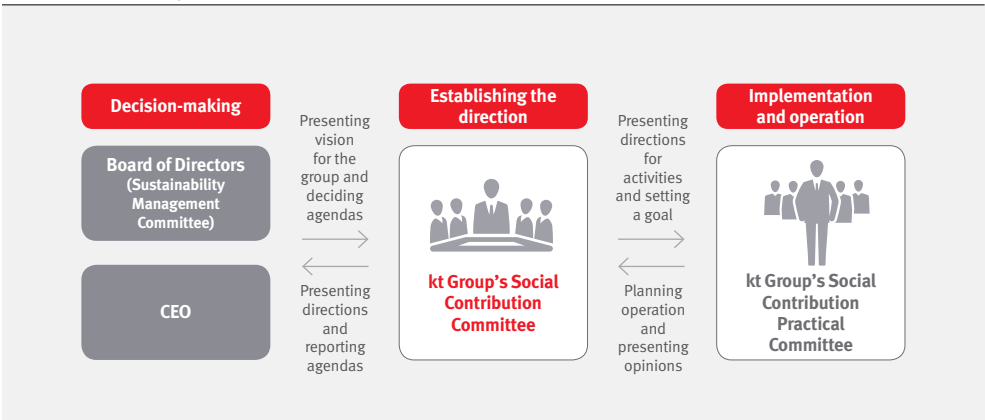 Decision-making
Board of Directors
(Sustainability
Management
Committee)
CEO
Presenting
vision
for the
group and
deciding
agendas
Presenting
directions
and
reporting
agendas
Establishing the
direction
kt Group’s Social
Contribution
Committee
Presenting
directions
for
activities
and setting
a goal
Planning
operation
and
presenting
opinions
Implementation
and operation
kt Group’s Social
Contribution
Practical
Committee